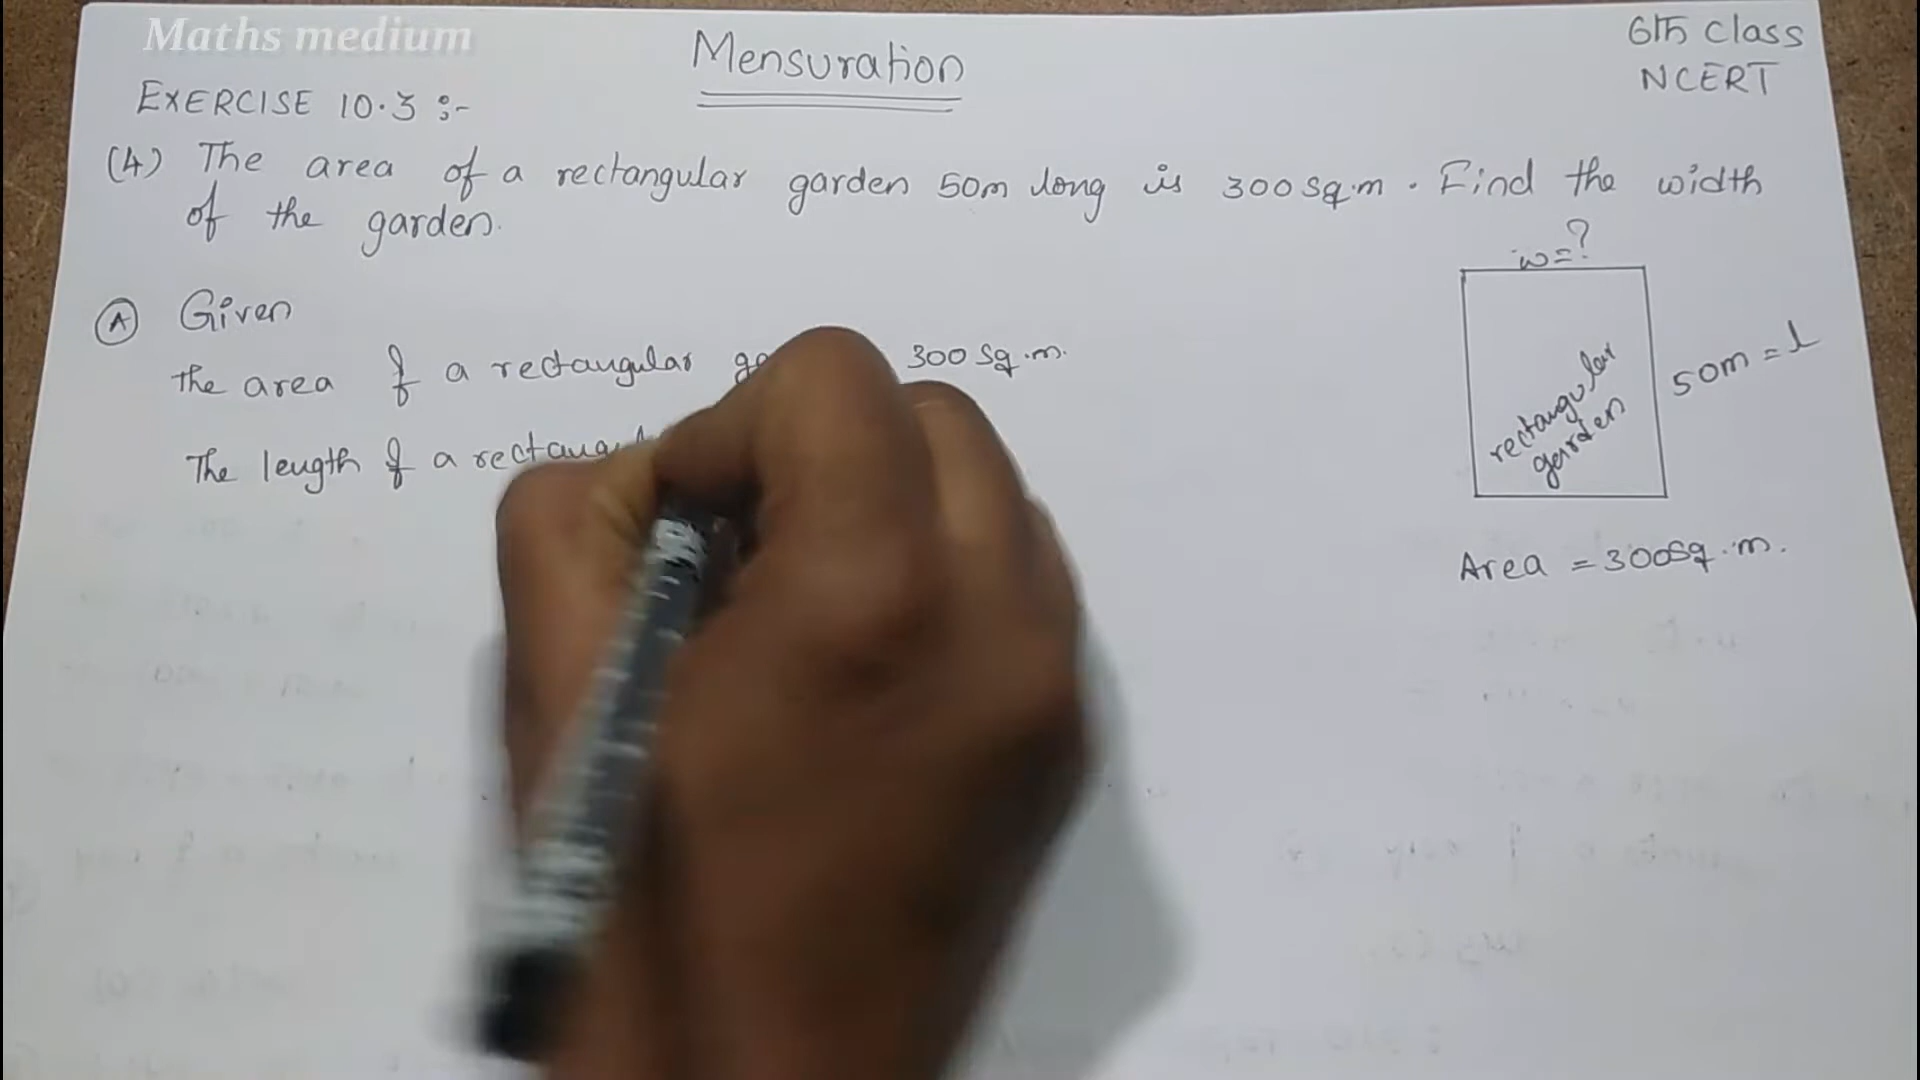 Maths medium
Mensuration
6th class
NCERT
EXERCISE 10.3 :-
(4) The area of a rectangular garden 50m long is 300 sq.m. Find the width
of the garden.
w=?
(A) Given
The area of a rectangular 300 Sq.m.
The length of a
50m = l
rectangular
garden
Area = 300Sq.m.